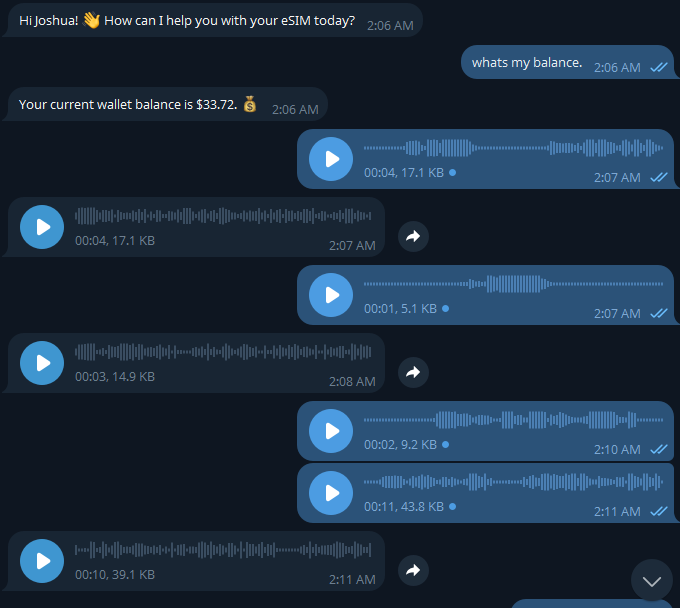 Hi Joshua! 👋 How can I help you with your eSIM today? 2:06 AM
whats my balance. 2:06 AM
Your current wallet balance is $33.72. 💰 2:06 AM
00:04, 17.1 KB
2:07 AM
00:04, 17.1 KB
2:07 AM
00:01, 5.1 KB
2:07 AM
00:03, 14.9 KB
2:08 AM
00:02, 9.2 KB
2:10 AM
00:11, 43.8 KB
2:11 AM
00:10, 39.1 KB
2:11 AM